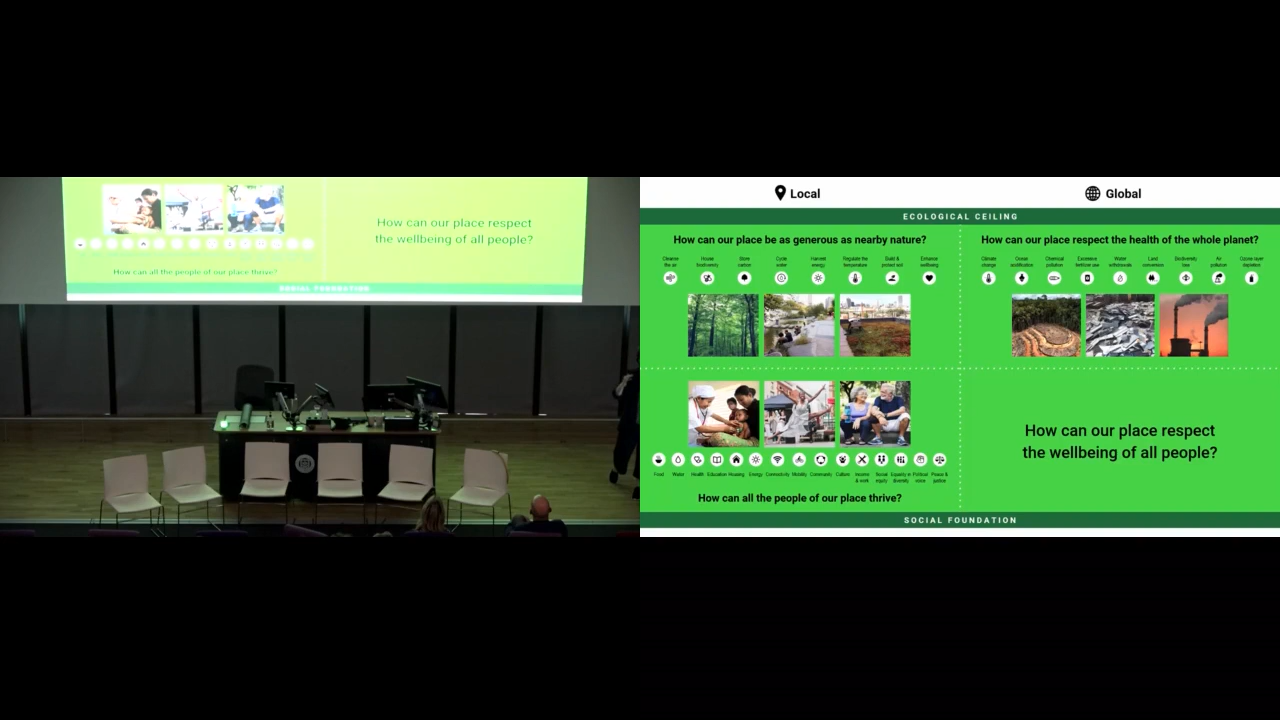 How can our place respect
the wellbeing of all people?
How can all the people of our place thrive?
SOCIAL FOUNDATION
Local
Global
ECOLOGICAL CEILING
How can our place be as generous as nearby nature?
Cleanse the air
House biodiversity
Store carbon
Cycle water
Harvest energy
Regulate the temperature
Build & protect soil
Enhance wellbeing
How can our place respect the health of the whole planet?
Climate change
Ocean acidification
Chemical pollution
Excessive fertilizer use
Water withdrawals
Land conversion
Biodiversity loss
Air pollution
Ozone layer depletion
Food
Water
Health
Education
Housing
Energy
Connectivity
Mobility
Community
Culture
Income & work
Social equity
Equality in diversity
Political voice
Peace & justice
How can all the people of our place thrive?
How can our place respect
the wellbeing of all people?
SOCIAL FOUNDATION